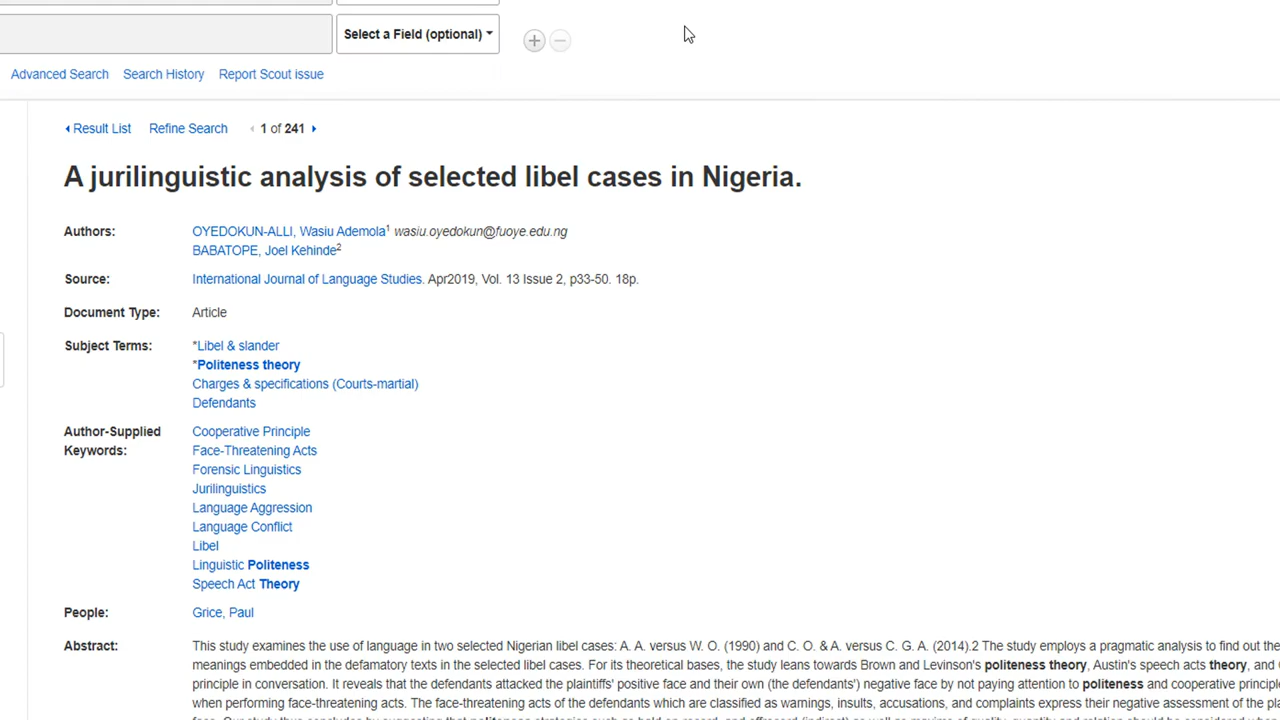 Select a Field (optional)
Advanced Search Search History Report Scout issue
Result List Refine Search 1 of 241
A jurilinguistic analysis of selected libel cases in Nigeria.
Authors: OYEDOKUN-ALLI, Wasiu Ademola1 wasiu.oyedokun@fuoye.edu.ng
BABATOPE, Joel Kehinde2
Source: International Journal of Language Studies. Apr2019, Vol. 13 Issue 2, p33-50. 18p.
Document Type: Article
Subject Terms: *Libel & slander
*Politeness theory
Charges & specifications (Courts-martial)
Defendants
Author-Supplied Cooperative Principle
Keywords: Face-Threatening Acts
Forensic Linguistics
Jurilinguistics
Language Aggression
Language Conflict
Libel
Linguistic Politeness
Speech Act Theory
People: Grice, Paul
Abstract: This study examines the use of language in two selected Nigerian libel cases: A. A. versus W. O. (1990) and C. O. & A. versus C. G. A. (2014).2 The study employs a pragmatic analysis to find out the
meanings embedded in the defamatory texts in the selected libel cases. For its theoretical bases, the study leans towards Brown and Levinson's politeness theory, Austin's speech acts theory, and
principle in conversation. It reveals that the defendants attacked the plaintiffs' positive face and their own (the defendants') negative face by not paying attention to politeness and cooperative
when performing face-threatening acts. The face-threatening acts of the defendants which are classified as warnings, insults, accusations, and complaints express their negative assessment of the